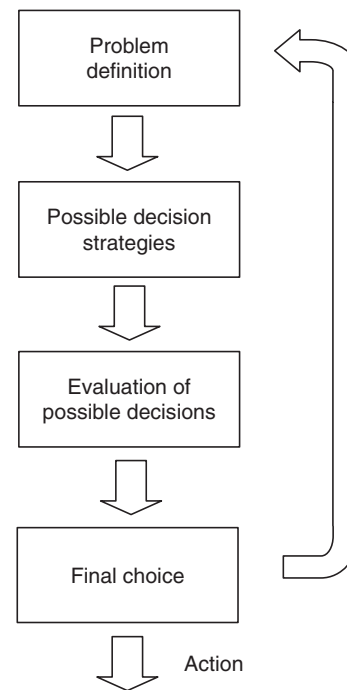 Problem
definition
Possible decision
strategies
Evaluation of
possible decisions
Final choice
Action